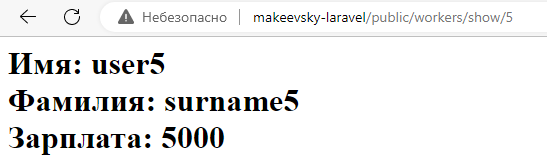 Небезопасно makeevsky-laravel/public/workers/show/5
Имя: user5
Фамилия: surname5
Зарплата: 5000